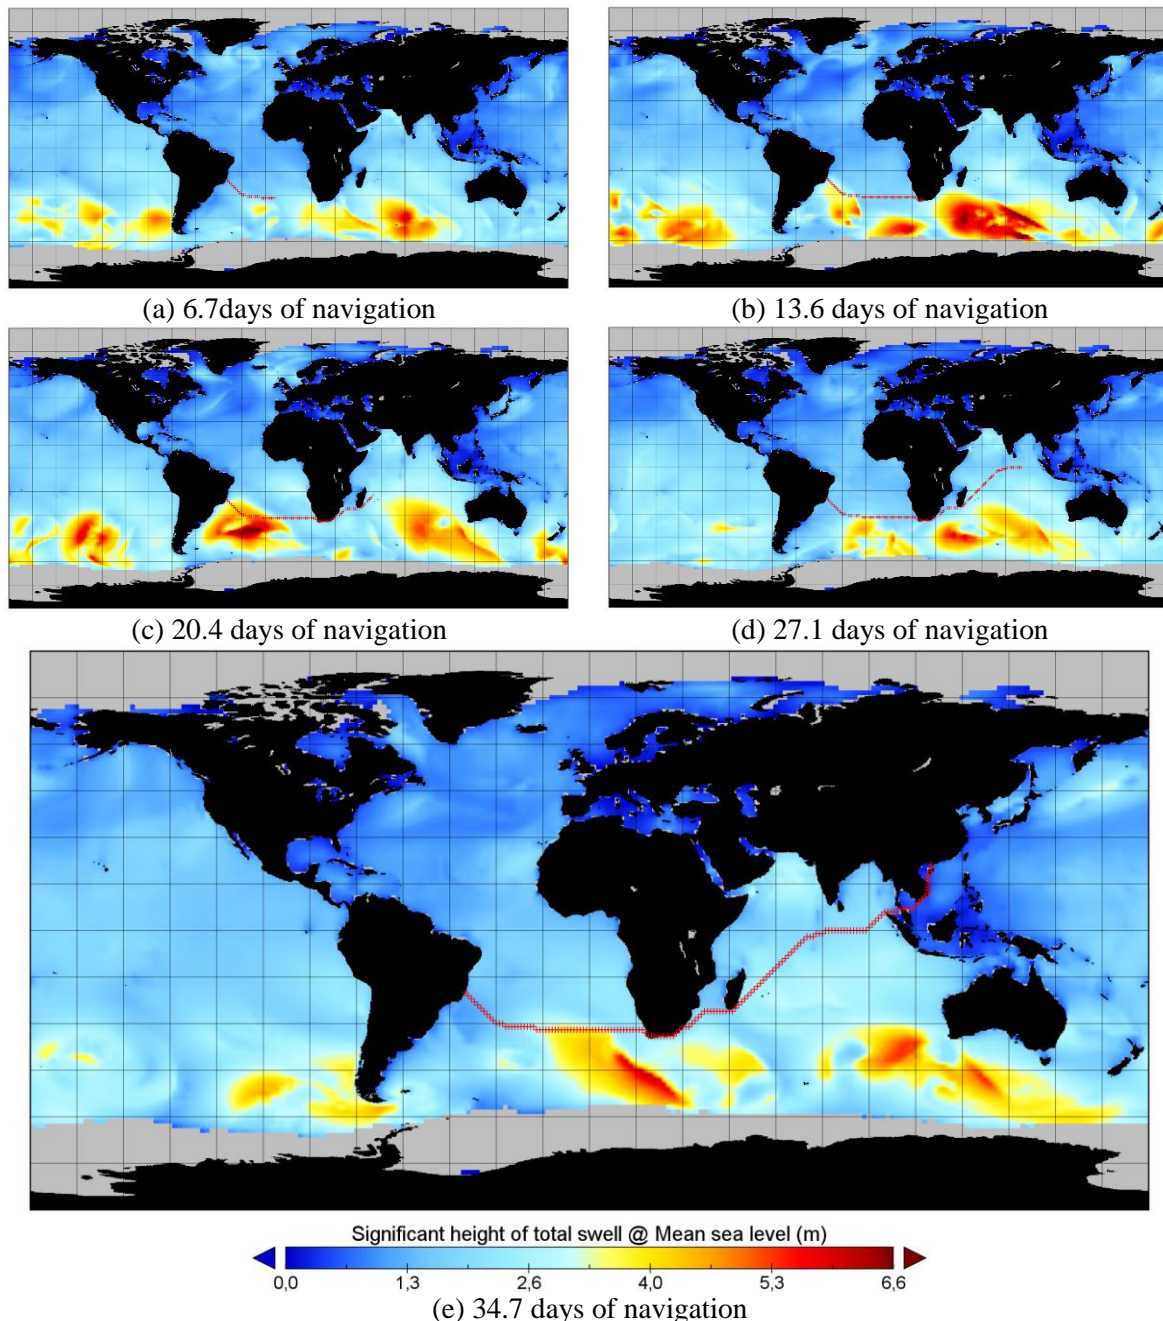 (a) 6.7days of navigation
(b) 13.6 days of navigation
(c) 20.4 days of navigation
(d) 27.1 days of navigation
Significant height of total swell @ Mean sea level (m)
0,0 1,3 2,6 4,0 5,3 6,6
(e) 34.7 days of navigation